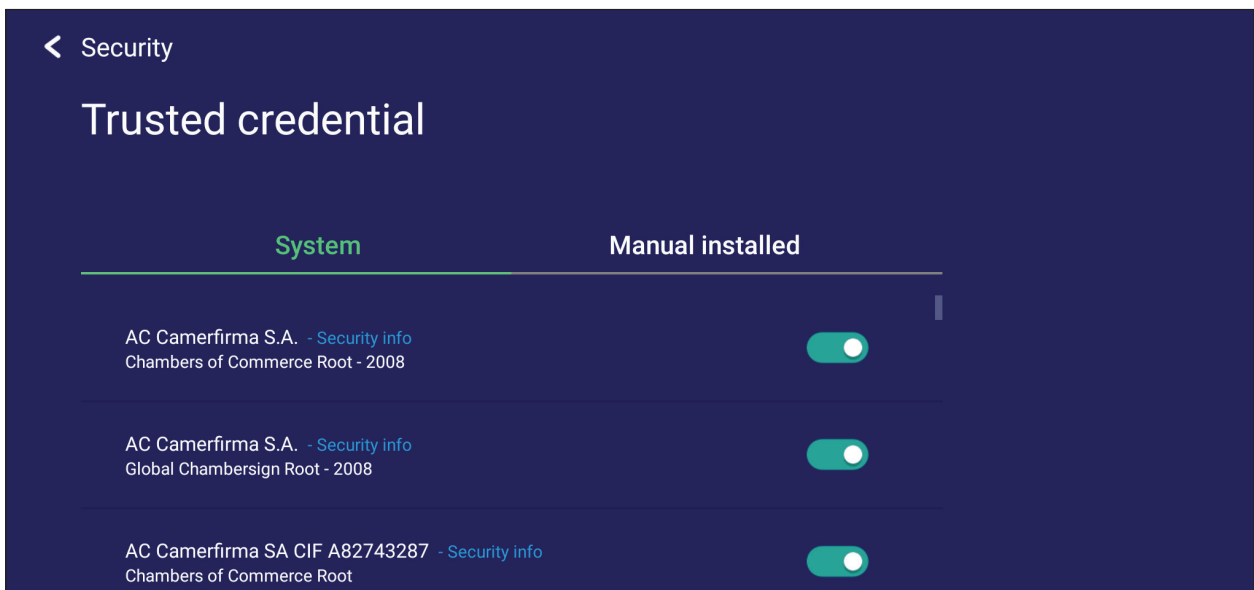 Security
Trusted credential
System Manual installed
AC Camerfirma S.A. - Security info
Chambers of Commerce Root - 2008
AC Camerfirma S.A. - Security info
Global Chambersign Root - 2008
AC Camerfirma SA CIF A82743287 - Security info
Chambers of Commerce Root